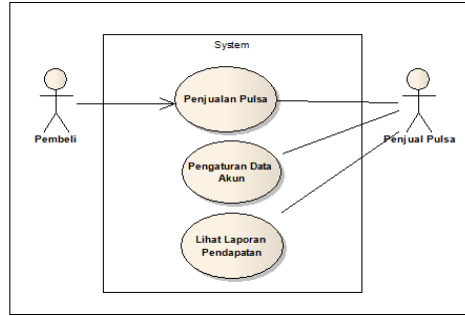 System
Penjualan Pulsa
Pembeli
Penjual Pulsa
Pengaturan Data
Akun
Lihat Laporan
Pendapatan